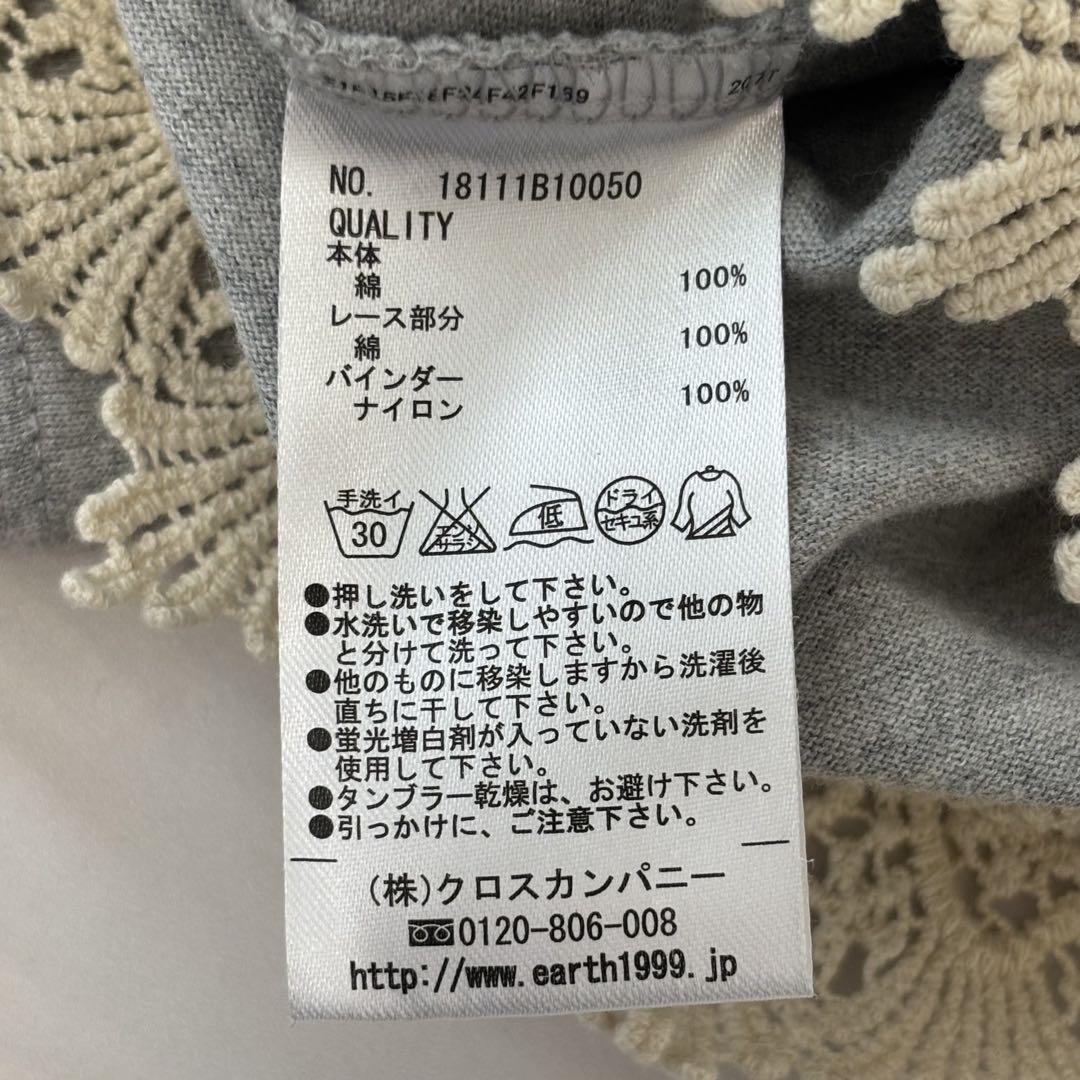 NO. 18111B10050
QUALITY
本体
綿 100%
レース部分
綿 100%
バインダー
ナイロン 100%
手洗イ 低 ドライ
30 エンソ セキユ系
サラシ
●押し洗いをして下さい。
●水洗いで移染しやすいので他の物
と分けて洗って下さい。
●他のものに移染しますから洗濯後
直ちに干して下さい。
●蛍光増白剤が入っていない洗剤を
使用して下さい。
●タンブラー乾燥は、お避け下さい。
●引っかけに、ご注意下さい。
(株)クロスカンパニー
0120-806-008
http://www.earth1999.jp